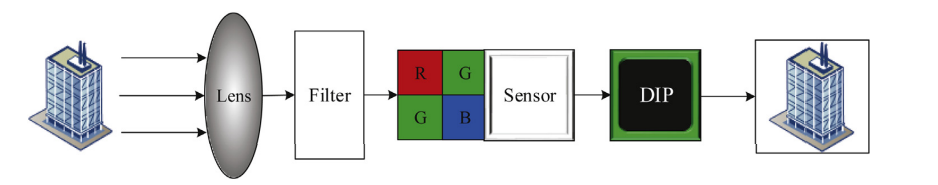 Lens
Filter
R G
G B
Sensor
DIP